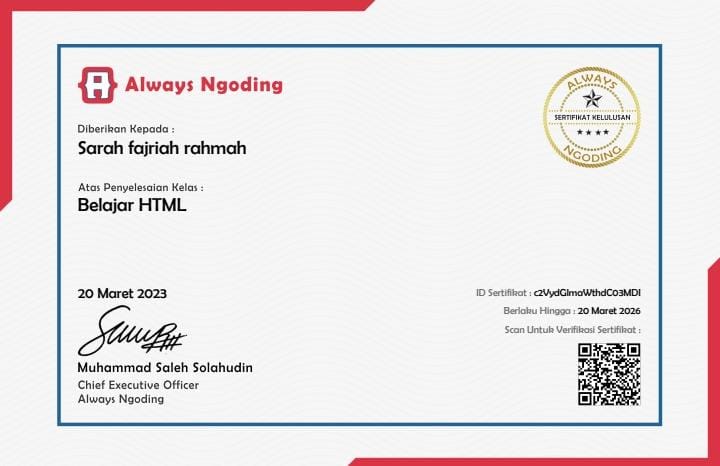 Always Ngoding
Diberikan Kepada :
Sarah fajriah rahmah
Atas Penyelesaian Kelas :
Belajar HTML
ALWAYS
SERTIFIKAT KELULUSAN
NGODING
20 Maret 2023
Muhammad Saleh Solahudin
Chief Executive Officer
Always Ngoding
ID Sertifikat : c2VydGlmaWthdC03MDI
Berlaku Hingga : 20 Maret 2026
Scan Untuk Verifikasi Sertifikat :